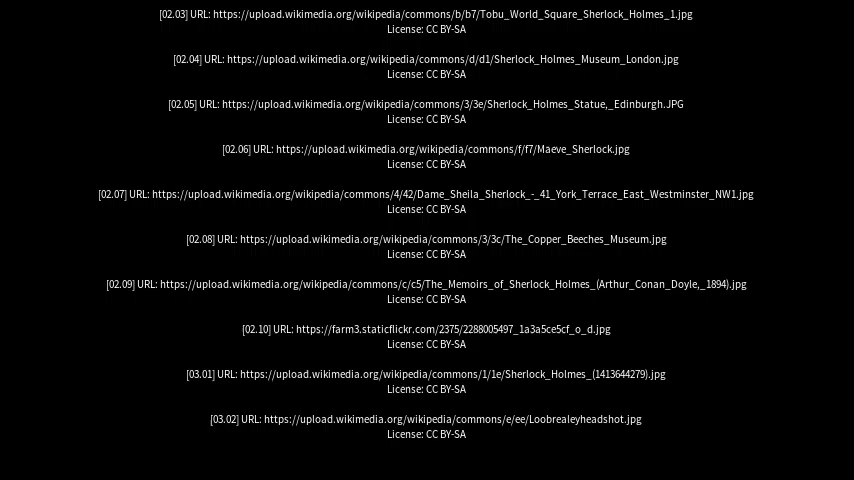 [02.03] URL: https://upload.wikimedia.org/wikipedia/commons/b/b7/Tobu_World_Square_Sherlock_Holmes_1.jpg
License: CC BY-SA
[02.04] URL: https://upload.wikimedia.org/wikipedia/commons/d/d1/Sherlock_Holmes_Museum_London.jpg
License: CC BY-SA
[02.05] URL: https://upload.wikimedia.org/wikipedia/commons/3/3e/Sherlock_Holmes_Statue,_Edinburgh.JPG
License: CC BY-SA
[02.06] URL: https://upload.wikimedia.org/wikipedia/commons/f/f7/Maeve_Sherlock.jpg
License: CC BY-SA
[02.07] URL: https://upload.wikimedia.org/wikipedia/commons/4/42/Dame_Sheila_Sherlock_-_41_York_Terrace_East_Westminster_NW1.jpg
License: CC BY-SA
[02.08] URL: https://upload.wikimedia.org/wikipedia/commons/3/3c/The_Copper_Beeches_Museum.jpg
License: CC BY-SA
[02.09] URL: https://upload.wikimedia.org/wikipedia/commons/c/c5/The_Memoirs_of_Sherlock_Holmes_(Arthur_Conan_Doyle,_1894).jpg
License: CC BY-SA
[02.10] URL: https://farm3.staticflickr.com/2375/2288005497_1a3a5ce5cf_o_d.jpg
License: CC BY-SA
[03.01] URL: https://upload.wikimedia.org/wikipedia/commons/1/1e/Sherlock_Holmes_(1413644279).jpg
License: CC BY-SA
[03.02] URL: https://upload.wikimedia.org/wikipedia/commons/e/ee/Loobrealeyheadshot.jpg
License: CC BY-SA